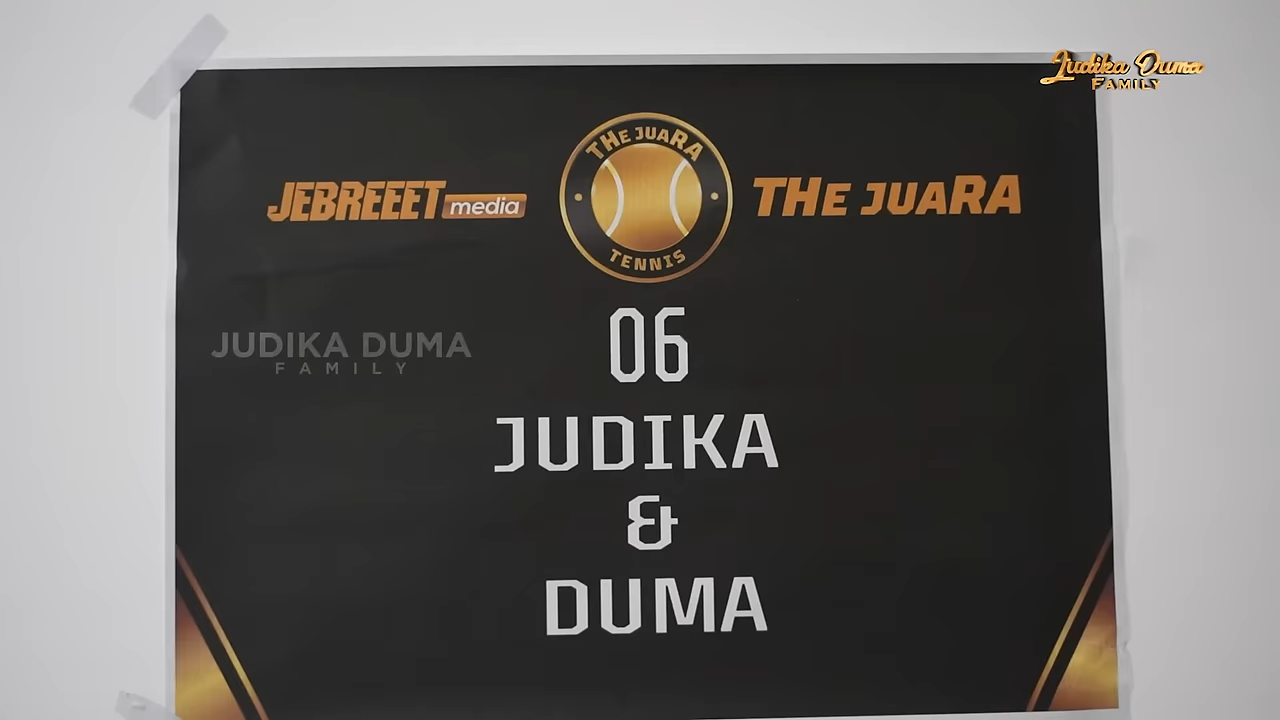 Judika Duma
FAMILY
THE JUARA
JEBREEET media
THE JUARA
TENNIS
JUDIKA DUMA
FAMILY
06
JUDIKA
&
DUMA